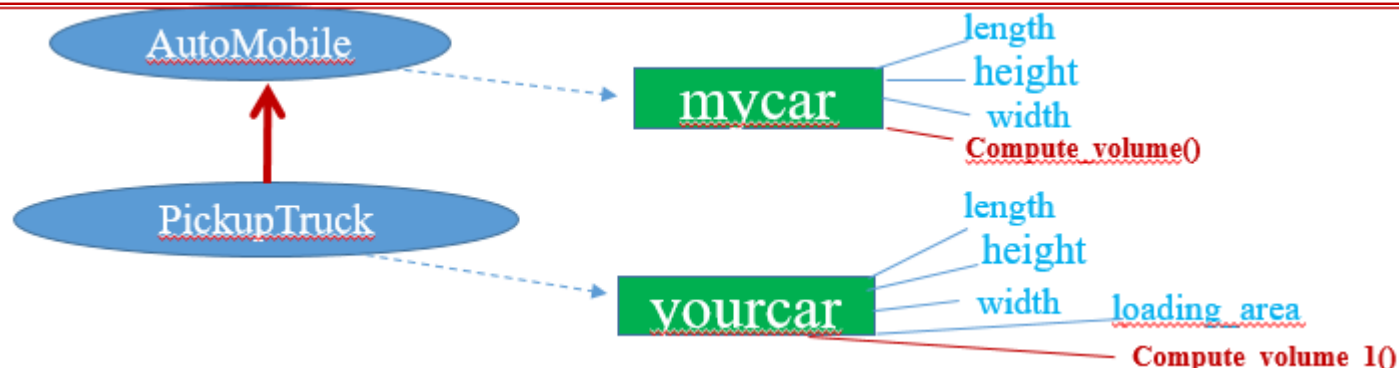 AutoMobile
mycar
length
height
width
Compute_volume()
PickupTruck
yourcar
length
height
width
loading_area
Compute_volume_1()